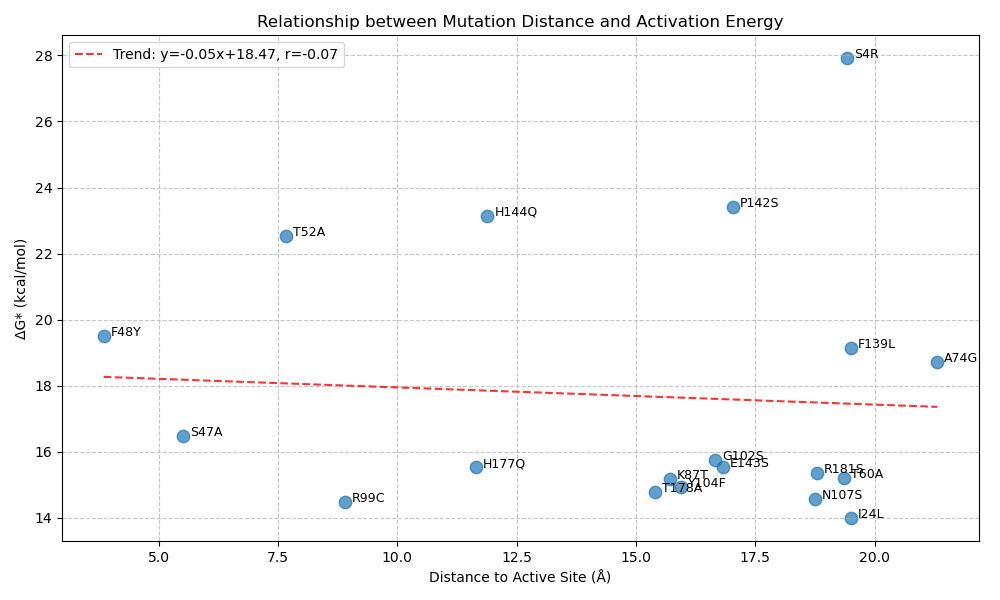 Relationship between Mutation Distance and Activation Energy
Trend: y=-0.05x+18.47, r=-0.07
ΔG* (kcal/mol)
28
26
24
22
20
18
16
14
S4R
P142S
H144Q
T52A
F48Y
F139L
A74G
S47A
G102S
E143S
H177Q
R181S
T60A
K87T
Y104F
T178A
N107S
R99C
I24L
5.0
7.5
10.0
12.5
15.0
17.5
20.0
Distance to Active Site (Å)